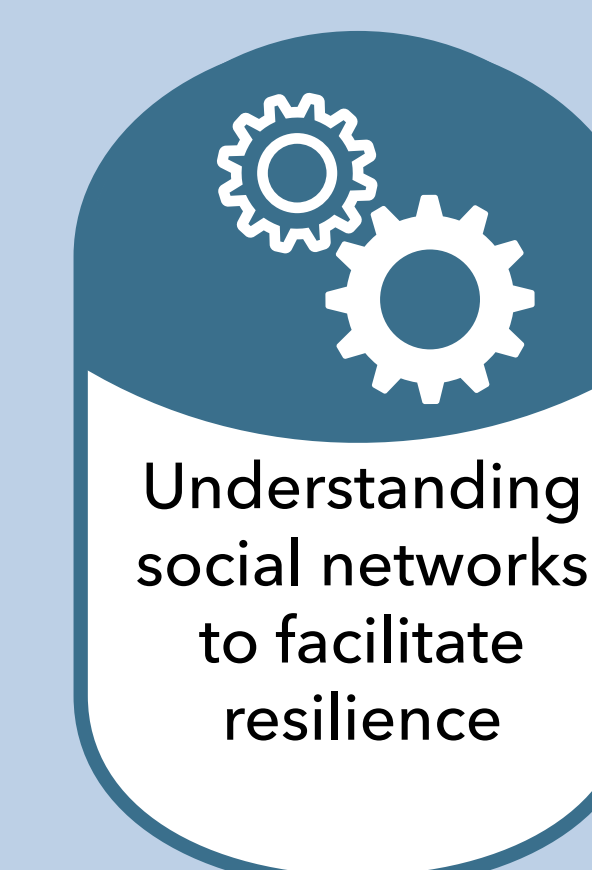 Understanding
social networks
to facilitate
resilience